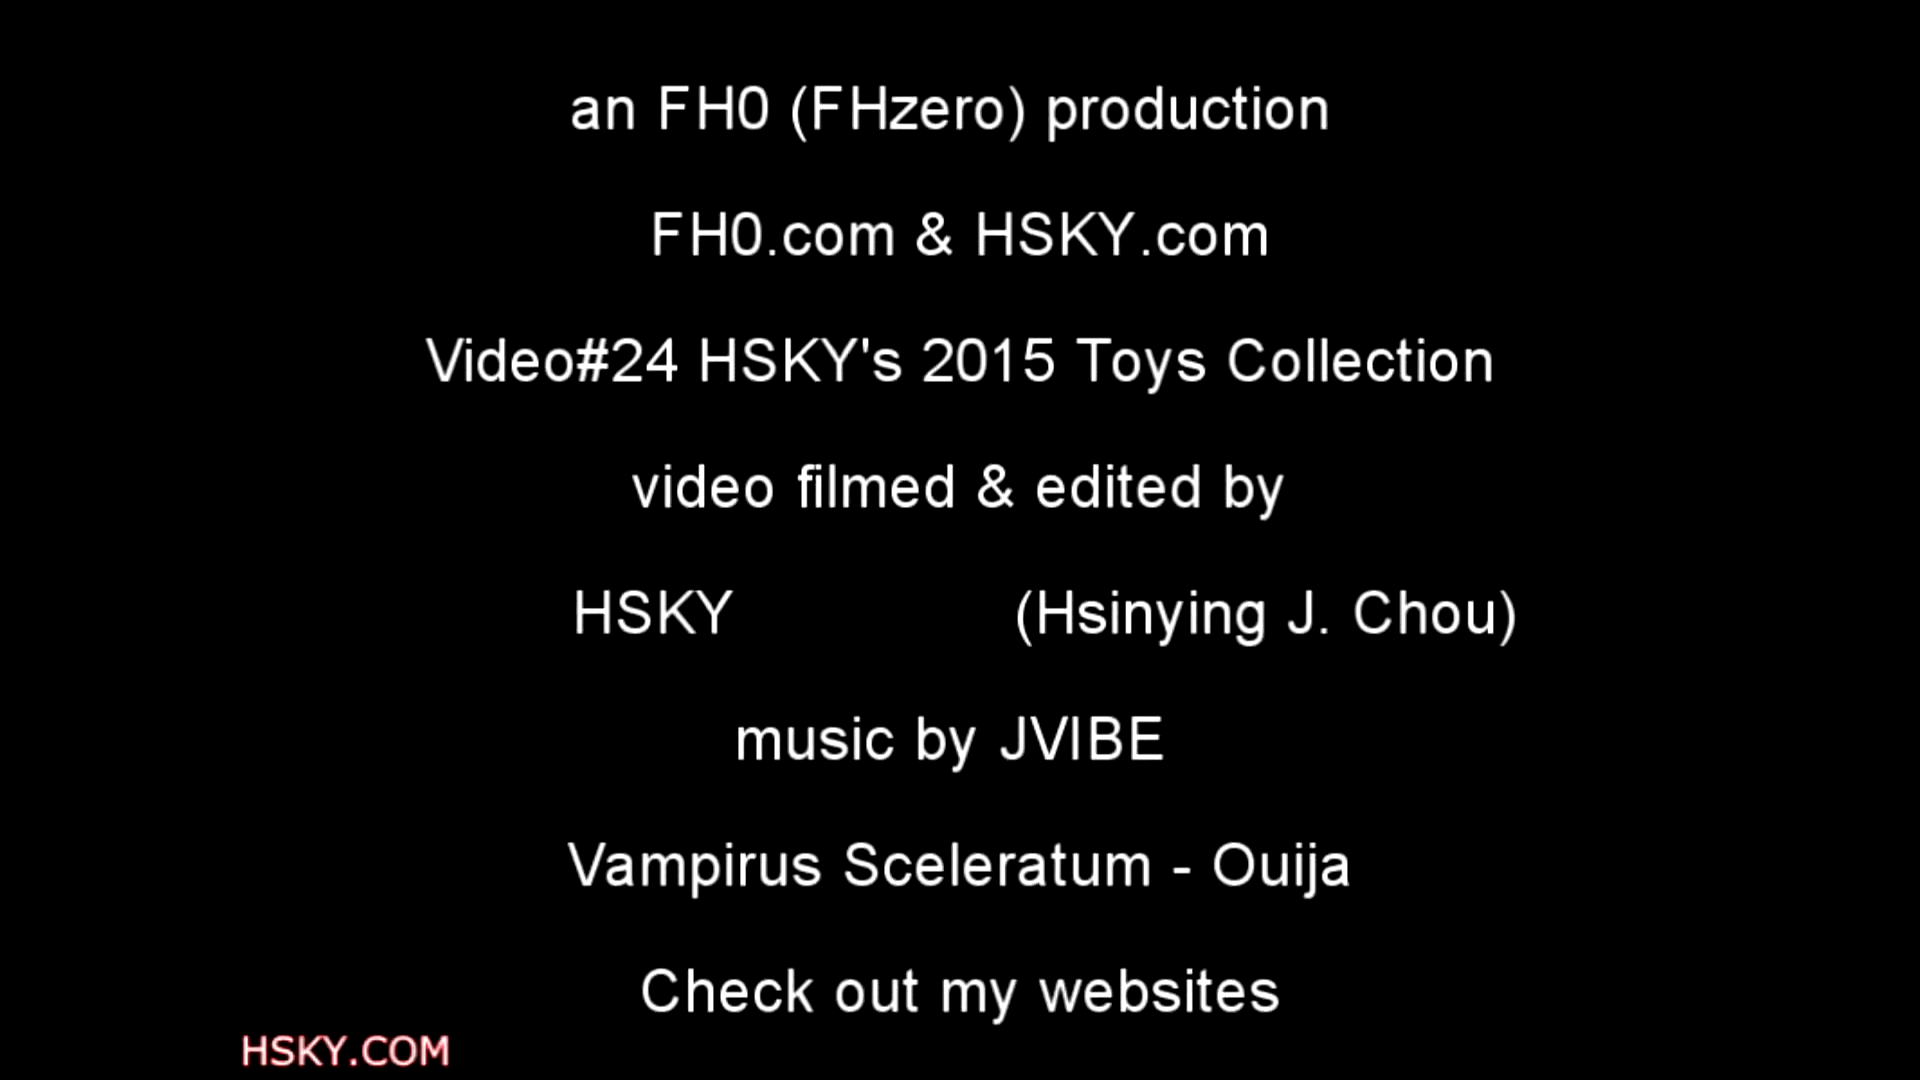 an FH0 (FHzero) production
FH0.com & HSKY.com
Video#24 HSKY's 2015 Toys Collection
video filmed & edited by
HSKY (Hsinying J. Chou)
music by JVIBE
Vampirus Sceleratum - Ouija
Check out my websites
HSKY.COM